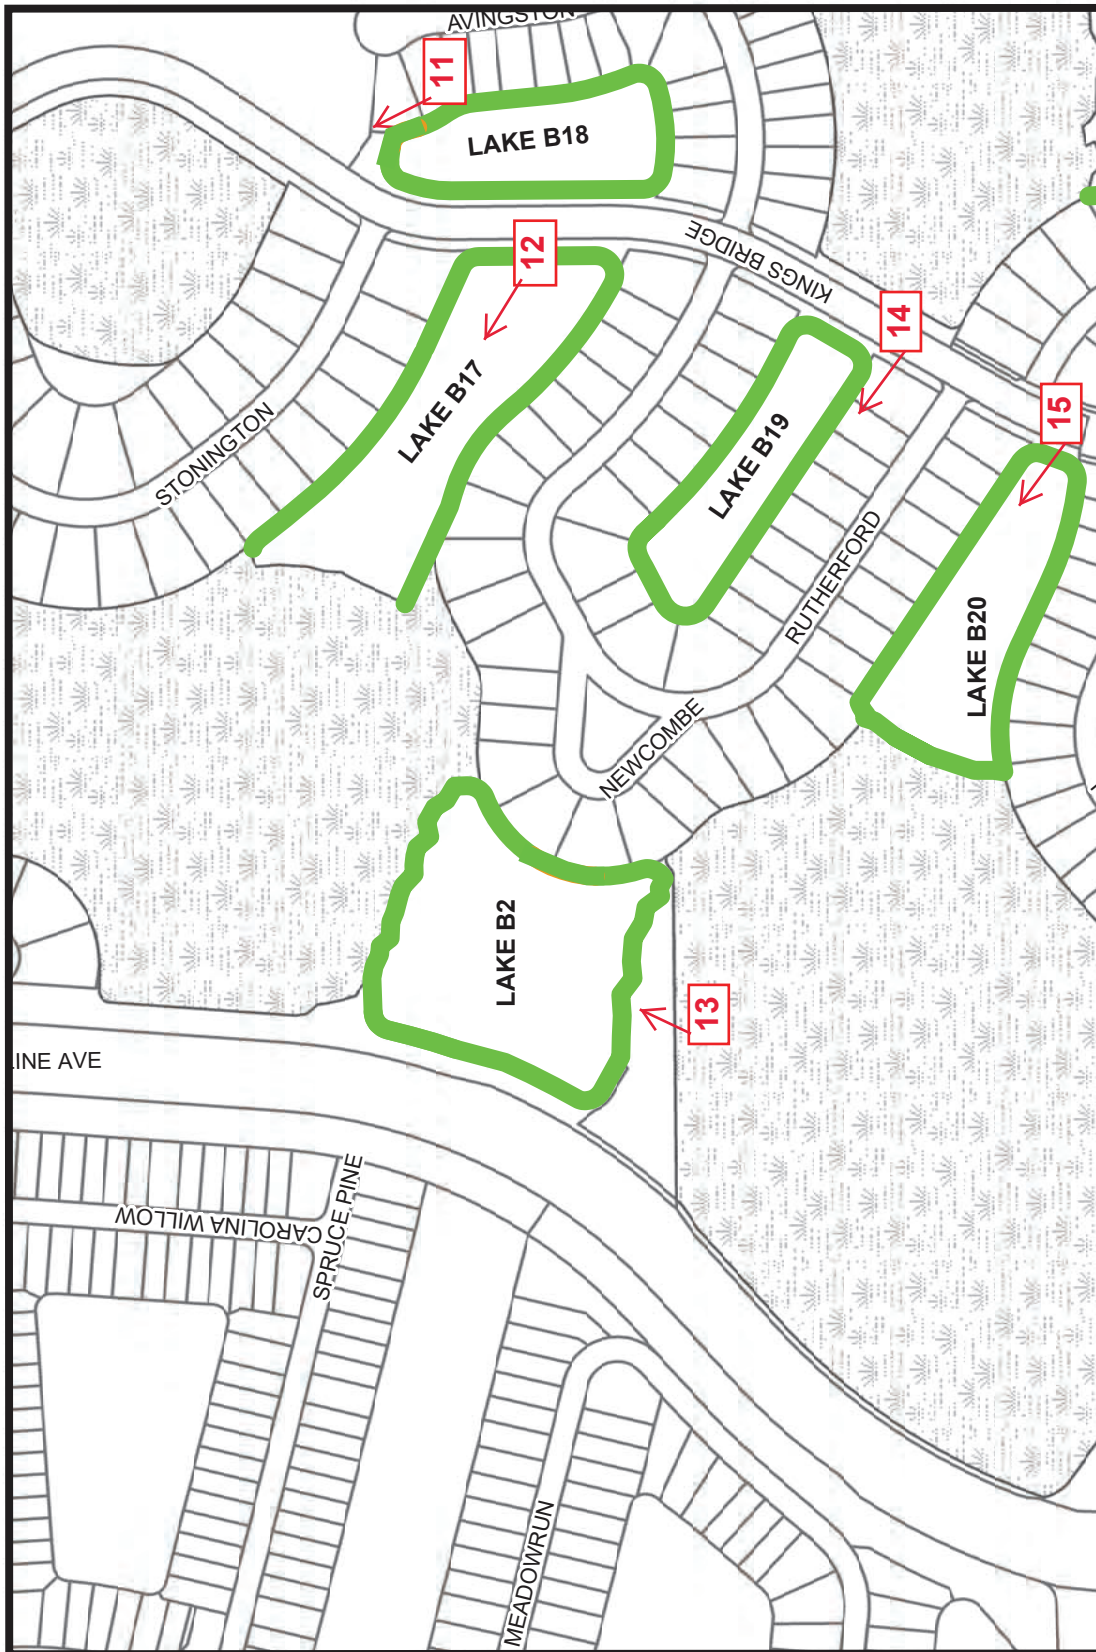 AVINGSTON
11
LAKE B18
12
KINGS BRIDGE
14
LAKE B17
15
STONINGTON
LAKE B19
RUTHERFORD
LAKE B20
NEWCOMBE
LAKE B2
13
LINE AVE
CAROLINA WILLOW
SPRUCE PINE
MEADOWRUN